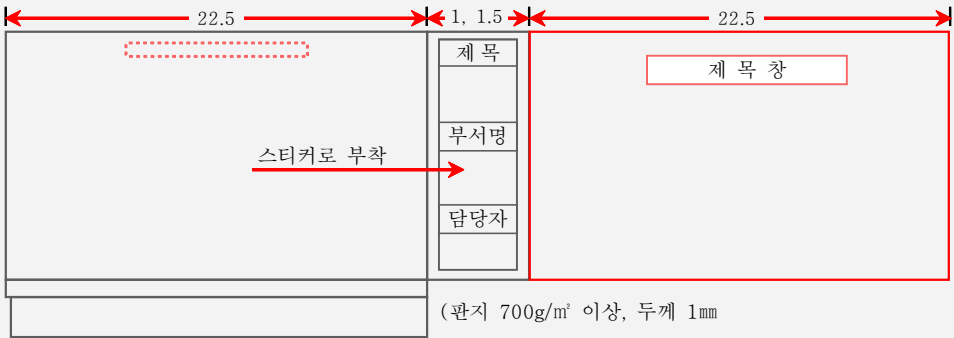 22.5
1, 1.5
22.5
제 목
제 목 창
부서명
스티커로 부착
담당자
(판지 700g/㎡ 이상, 두께 1㎜